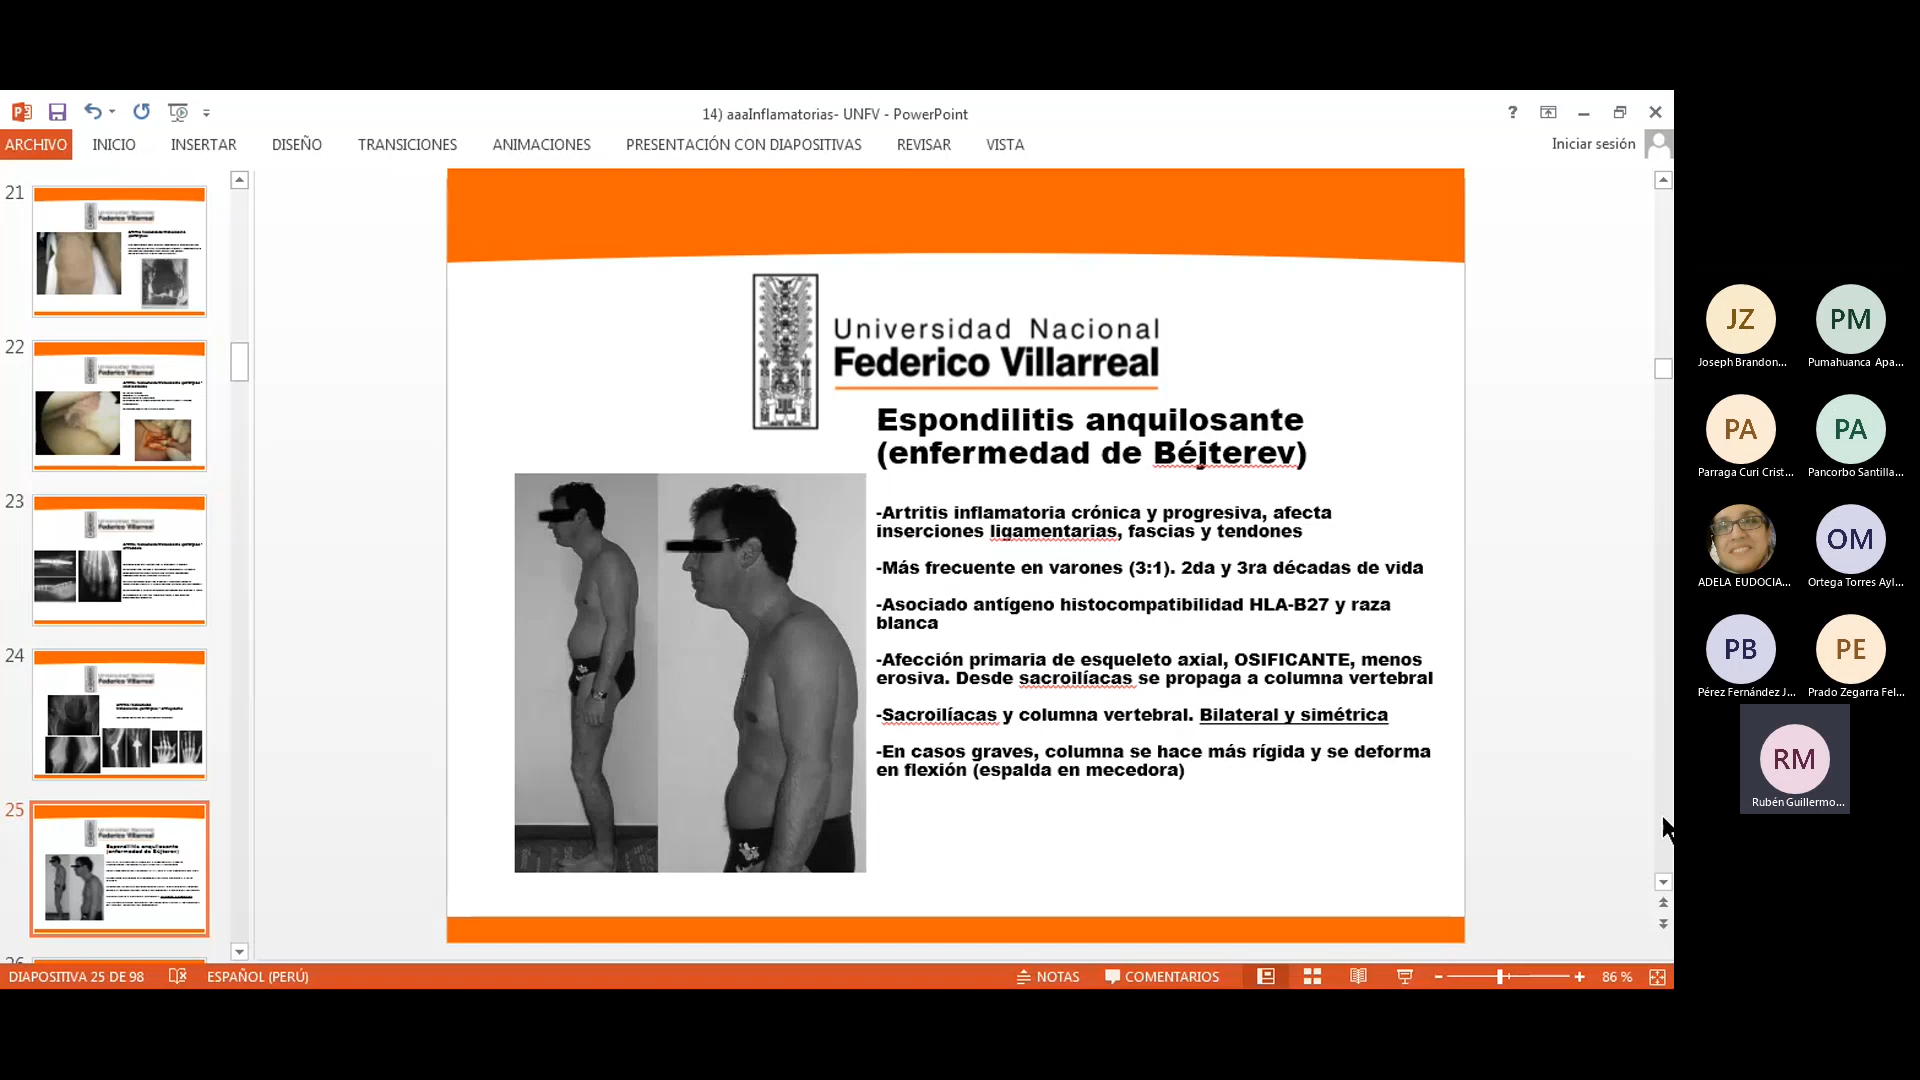 14) aaaInflamatorias- UNFV - PowerPoint
ARCHIVO INICIO INSERTAR DISEÑO TRANSICIONES ANIMACIONES PRESENTACIÓN CON DIAPOSITIVAS REVISAR VISTA Iniciar sesión
21
22
23
24
25
Universidad Nacional
Federico Villarreal
Espondilitis anquilosante
(enfermedad de Béjterev)
-Artritis inflamatoria crónica y progresiva, afecta
inserciones ligamentarias, fascias y tendones
-Más frecuente en varones (3:1). 2da y 3ra décadas de vida
-Asociado antígeno histocompatibilidad HLA-B27 y raza
blanca
-Afección primaria de esqueleto axial, OSIFICANTE, menos
erosiva. Desde sacroilíacas se propaga a columna vertebral
-Sacroilíacas y columna vertebral. Bilateral y simétrica
-En casos graves, columna se hace más rígida y se deforma
en flexión (espalda en mecedora)
DIAPOSITIVA 25 DE 98 ESPAÑOL (PERÚ) NOTAS COMENTARIOS 86 %
JZ PM
Joseph Brandon... Pumahuanca Apa...
PA PA
Parraga Curi Crist... Pancorbo Santilla...
OM
ADELA EUDOCIA... Ortega Torres Ayl...
PB PE
Pérez Fernández J... Prado Zegarra Fel...
RM
Rubén Guillermo...